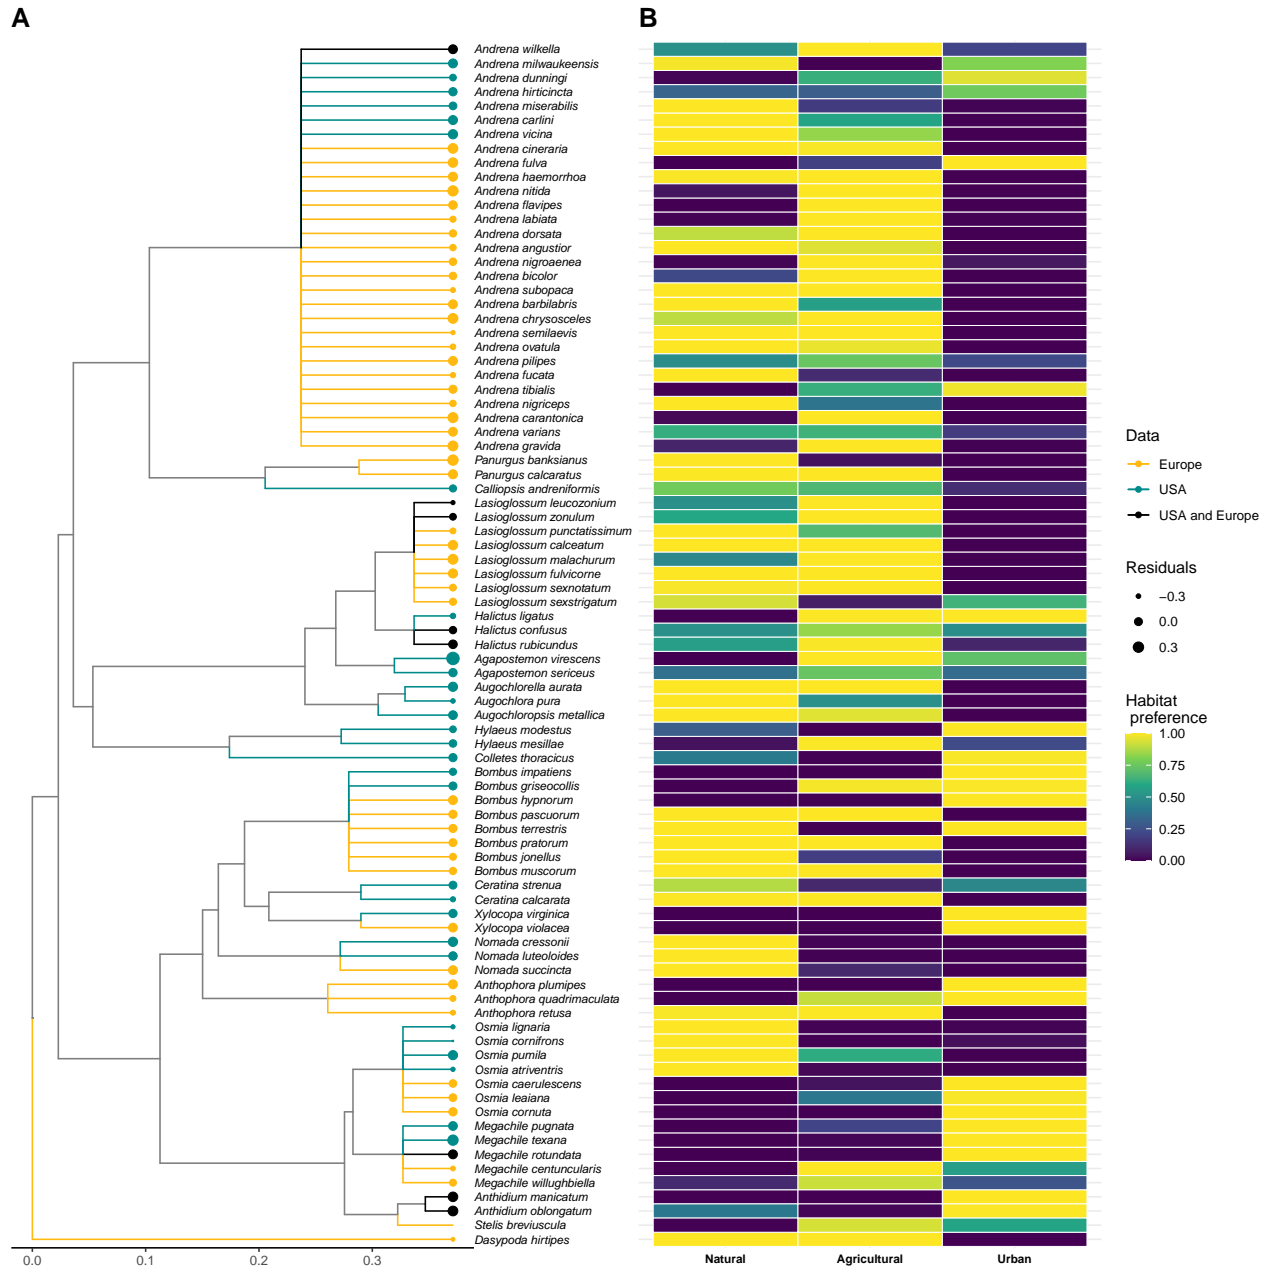 A
B
Andrena wilkella
Andrena milwaukeensis
Andrena dunningi
Andrena hirticincta
Andrena miserabilis
Andrena carlini
Andrena vicina
Andrena cineraria
Andrena fulva
Andrena haemorrhoa
Andrena nitida
Andrena flavipes
Andrena labiata
Andrena dorsata
Andrena angustior
Andrena nigroaenea
Andrena bicolor
Andrena subopaca
Andrena barbilabris
Andrena chrysosceles
Andrena semilaevis
Andrena ovatula
Andrena pilipes
Andrena fucata
Andrena tibialis
Andrena nigriceps
Andrena carantonica
Andrena varians
Andrena gravida
Panurgus banksianus
Panurgus calcaratus
Calliopsis andreniformis
Lasioglossum leucozonium
Lasioglossum zonulum
Lasioglossum punctatissimum
Lasioglossum calceatum
Lasioglossum malachurum
Lasioglossum fulvicorne
Lasioglossum sexnotatum
Lasioglossum sexstrigatum
Halictus ligatus
Halictus confusus
Halictus rubicundus
Agapostemon virescens
Agapostemon sericeus
Augochlorella aurata
Augochlora pura
Augochloropsis metallica
Hylaeus modestus
Hylaeus mesillae
Colletes thoracicus
Bombus impatiens
Bombus griseocollis
Bombus hypnorum
Bombus pascuorum
Bombus terrestris
Bombus pratorum
Bombus jonellus
Bombus muscorum
Ceratina strenua
Ceratina calcarata
Xylocopa virginica
Xylocopa violacea
Nomada cressonii
Nomada luteoloides
Nomada succincta
Anthophora plumipes
Anthophora quadrimaculata
Anthophora retusa
Osmia lignaria
Osmia cornifrons
Osmia pumila
Osmia atriventris
Osmia caerulescens
Osmia leaiana
Osmia cornuta
Megachile pugnata
Megachile texana
Megachile rotundata
Megachile centuncularis
Megachile willughbiella
Anthidium manicatum
Anthidium oblongatum
Stelis breviuscula
Dasypoda hirtipes
0.0 0.1 0.2 0.3
Natural Agricultural Urban
Data
Europe
USA
USA and Europe
Residuals
−0.3
0.0
0.3
Habitat
preference
1.00
0.75
0.50
0.25
0.00